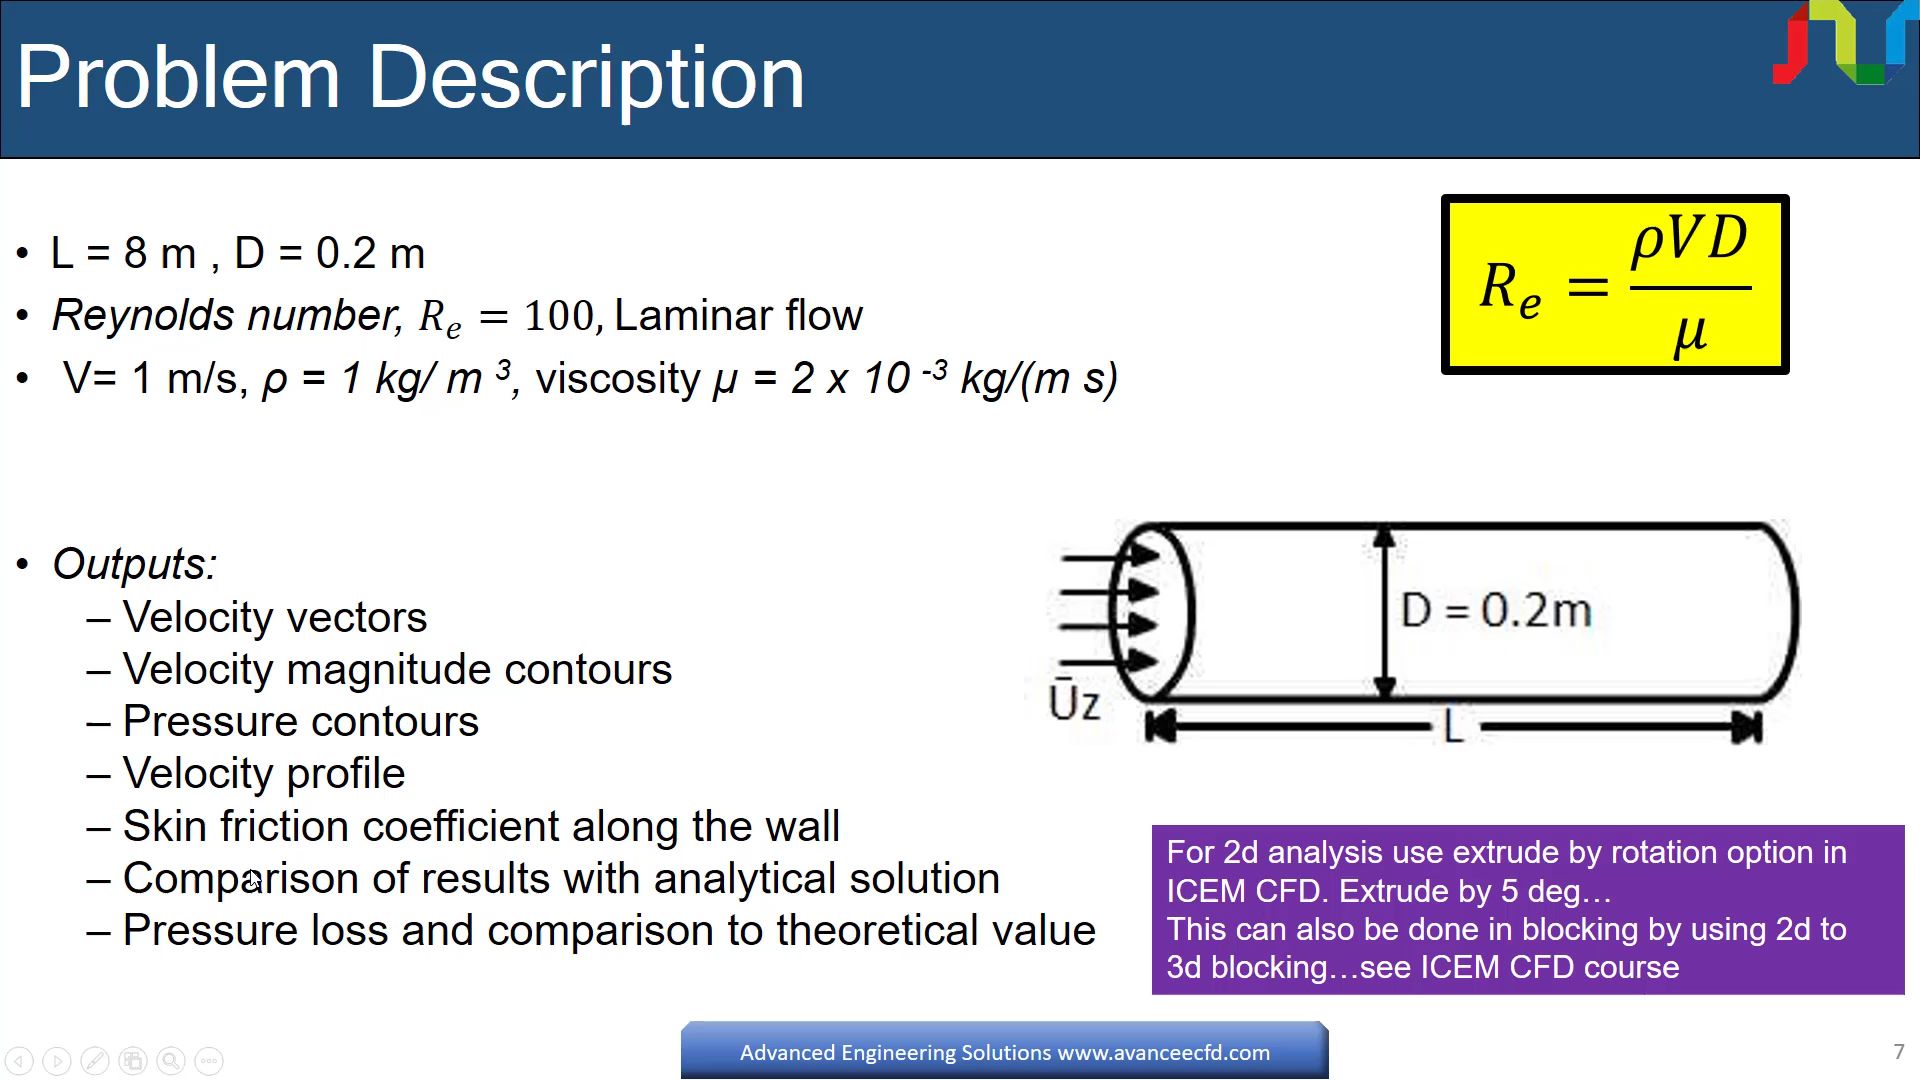 Problem Description
• L = 8 m , D = 0.2 m
• Reynolds number, Rₑ = 100, Laminar flow
• V= 1 m/s, ρ = 1 kg/ m ³, viscosity μ = 2 x 10 ⁻³ kg/(m s)
Rₑ = ρVD / μ
• Outputs:
– Velocity vectors
– Velocity magnitude contours
– Pressure contours
– Velocity profile
– Skin friction coefficient along the wall
– Comparison of results with analytical solution
– Pressure loss and comparison to theoretical value
D = 0.2m
Ūz
L
For 2d analysis use extrude by rotation option in
ICEM CFD. Extrude by 5 deg…
This can also be done in blocking by using 2d to
3d blocking…see ICEM CFD course
Advanced Engineering Solutions www.avanceecfd.com
7